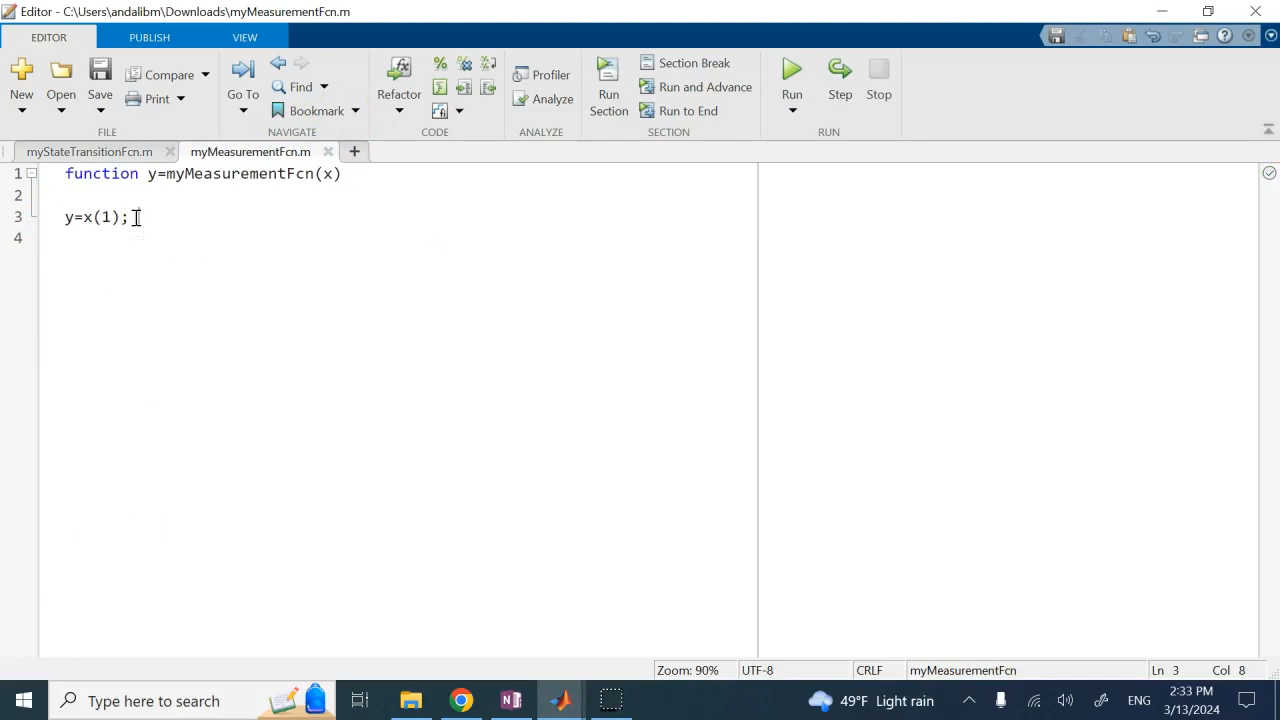 Editor - C:\Users\andalibm\Downloads\myMeasurementFcn.m
EDITOR PUBLISH VIEW
New Open Save Compare Print
FILE
Go To Find Bookmark
NAVIGATE
Refactor
CODE
Profiler Analyze
ANALYZE
Run Section Section Break Run and Advance Run to End
SECTION
Run Step Stop
RUN
myStateTransitionFcn.m myMeasurementFcn.m
1 function y=myMeasurementFcn(x)
2
3 y=x(1);
4
Zoom: 90% UTF-8 CRLF myMeasurementFcn Ln 3 Col 8
Type here to search 49°F Light rain ENG 2:33 PM
3/13/2024